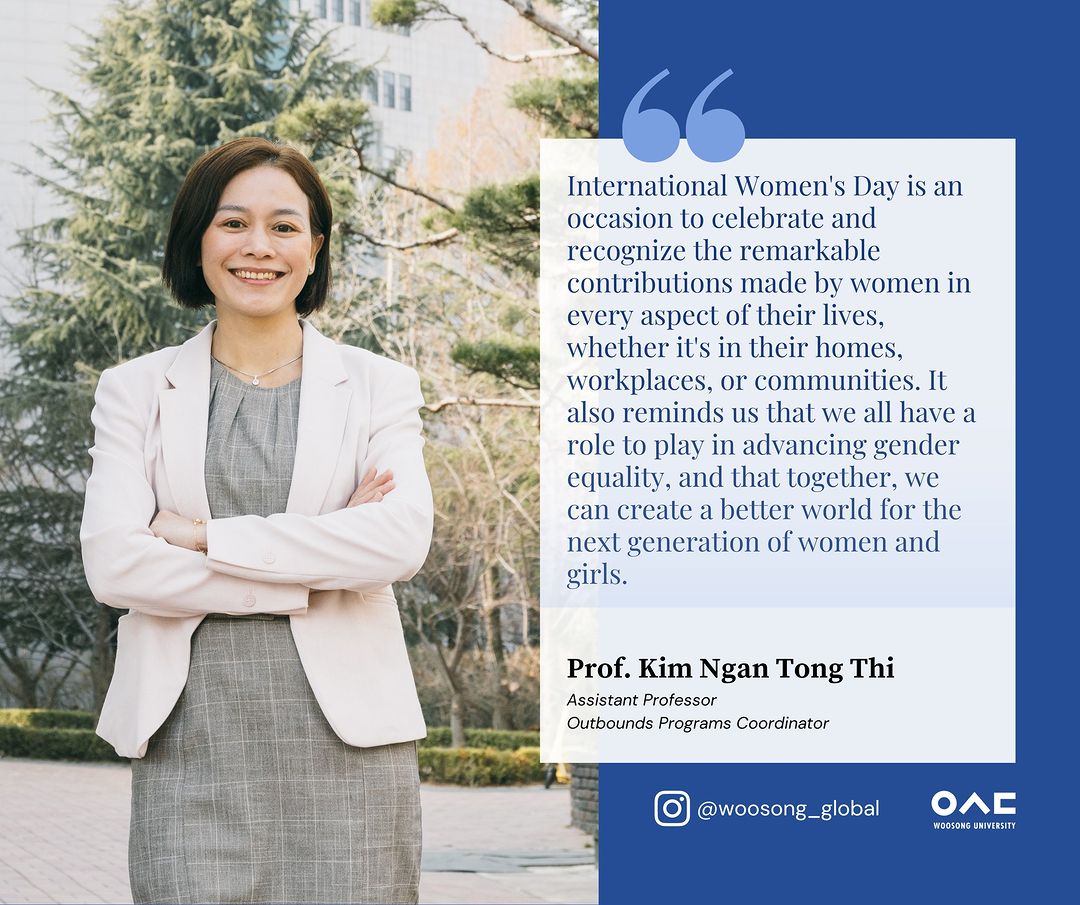 International Women's Day is an
occasion to celebrate and
recognize the remarkable
contributions made by women in
every aspect of their lives,
whether it's in their homes,
workplaces, or communities. It
also reminds us that we all have a
role to play in advancing gender
equality, and that together, we
can create a better world for the
next generation of women and
girls.
Prof. Kim Ngan Tong Thi
Assistant Professor
Outbounds Programs Coordinator
@woosong_global
WOOSONG UNIVERSITY